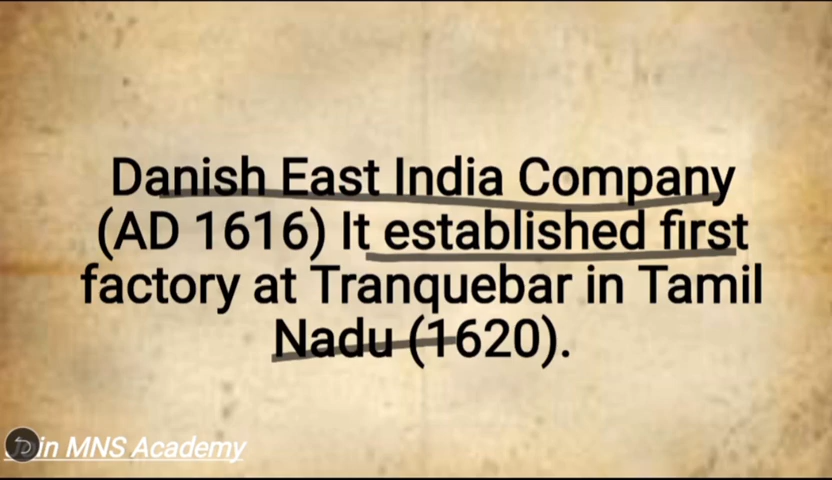 Danish East India Company
(AD 1616) It established first
factory at Tranquebar in Tamil
Nadu (1620).
in MNS Academy